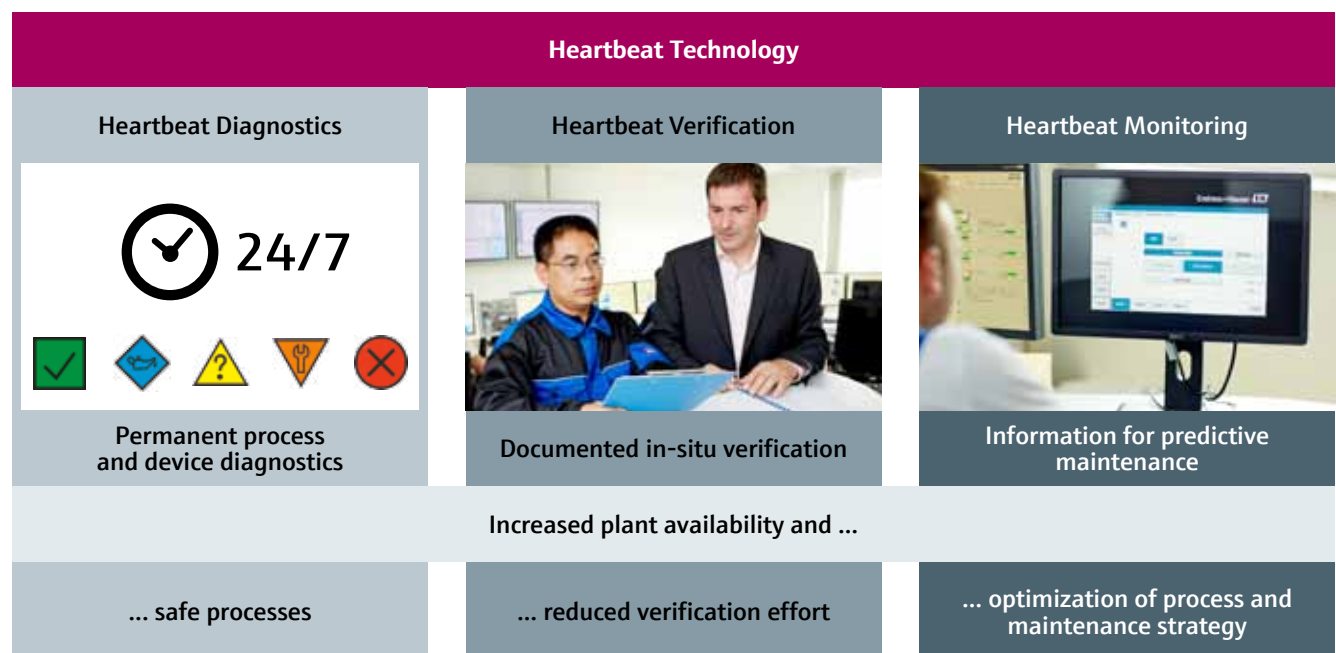 Heartbeat Technology
Heartbeat Diagnostics
24/7
?
Permanent process
and device diagnostics
Heartbeat Verification
Documented in-situ verification
Heartbeat Monitoring
Endress+Hauser
Information for predictive
maintenance
Increased plant availability and ...
... safe processes
... reduced verification effort
... optimization of process and
maintenance strategy